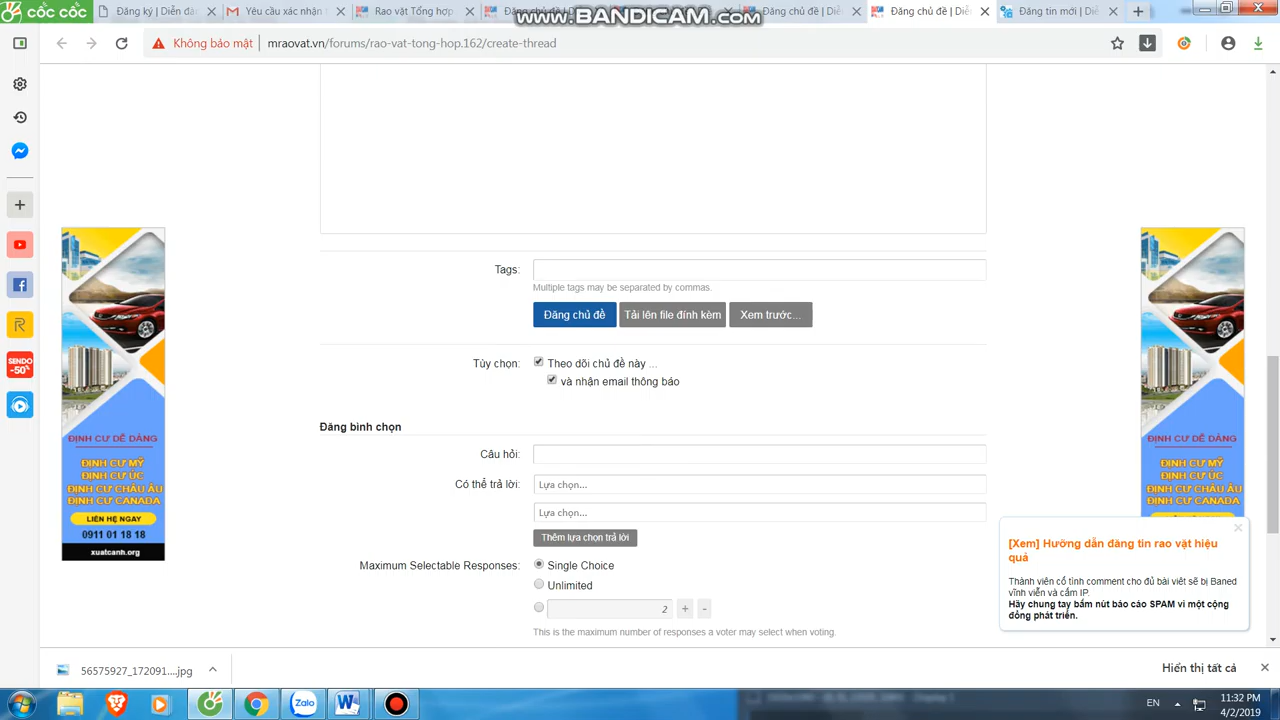 CỐC CỐC
Đăng ký | Diễn đà
Yêu cầu xác nhận t
Rao vặt Tổng
Đăng chủ đề |
www.BANDICAM.com
Đăng chủ đề | Diễ
Đăng chủ đề | Diễ
Đăng tin mới | Diễ
Không bảo mật
mraovat.vn/forums/rao-vat-tong-hop.162/create-thread
Tags:
Multiple tags may be separated by commas.
Đăng chủ đề
Tải lên file đính kèm
Xem trước...
Tùy chọn:
Theo dõi chủ đề này ...
và nhận email thông báo
Đăng bình chọn
Câu hỏi:
Có thể trả lời:
Lựa chọn...
Lựa chọn...
Thêm lựa chọn trả lời
Maximum Selectable Responses:
Single Choice
Unlimited
2
+
-
This is the maximum number of responses a voter may select when voting.
SENDO
-50%
ĐỊNH CƯ DỄ DÀNG
ĐỊNH CƯ MỸ
ĐỊNH CƯ ÚC
ĐỊNH CƯ CHÂU ÂU
ĐỊNH CƯ CANADA
LIÊN HỆ NGAY
0911 01 18 18
xuatcanh.org
ĐỊNH CƯ DỄ DÀNG
ĐỊNH CƯ MỸ
ĐỊNH CƯ ÚC
ĐỊNH CƯ CHÂU ÂU
ĐỊNH CƯ CANADA
[Xem] Hướng dẫn đăng tin rao vặt hiệu
quả
Thành viên cố tình comment cho đủ bài viết sẽ bị Baned
vĩnh viễn và cấm IP.
Hãy chung tay bấm nút báo cáo SPAM vì một cộng
đồng phát triển.
56575927_172091....jpg
Hiển thị tất cả
Zalo
EN
11:32 PM
4/2/2019